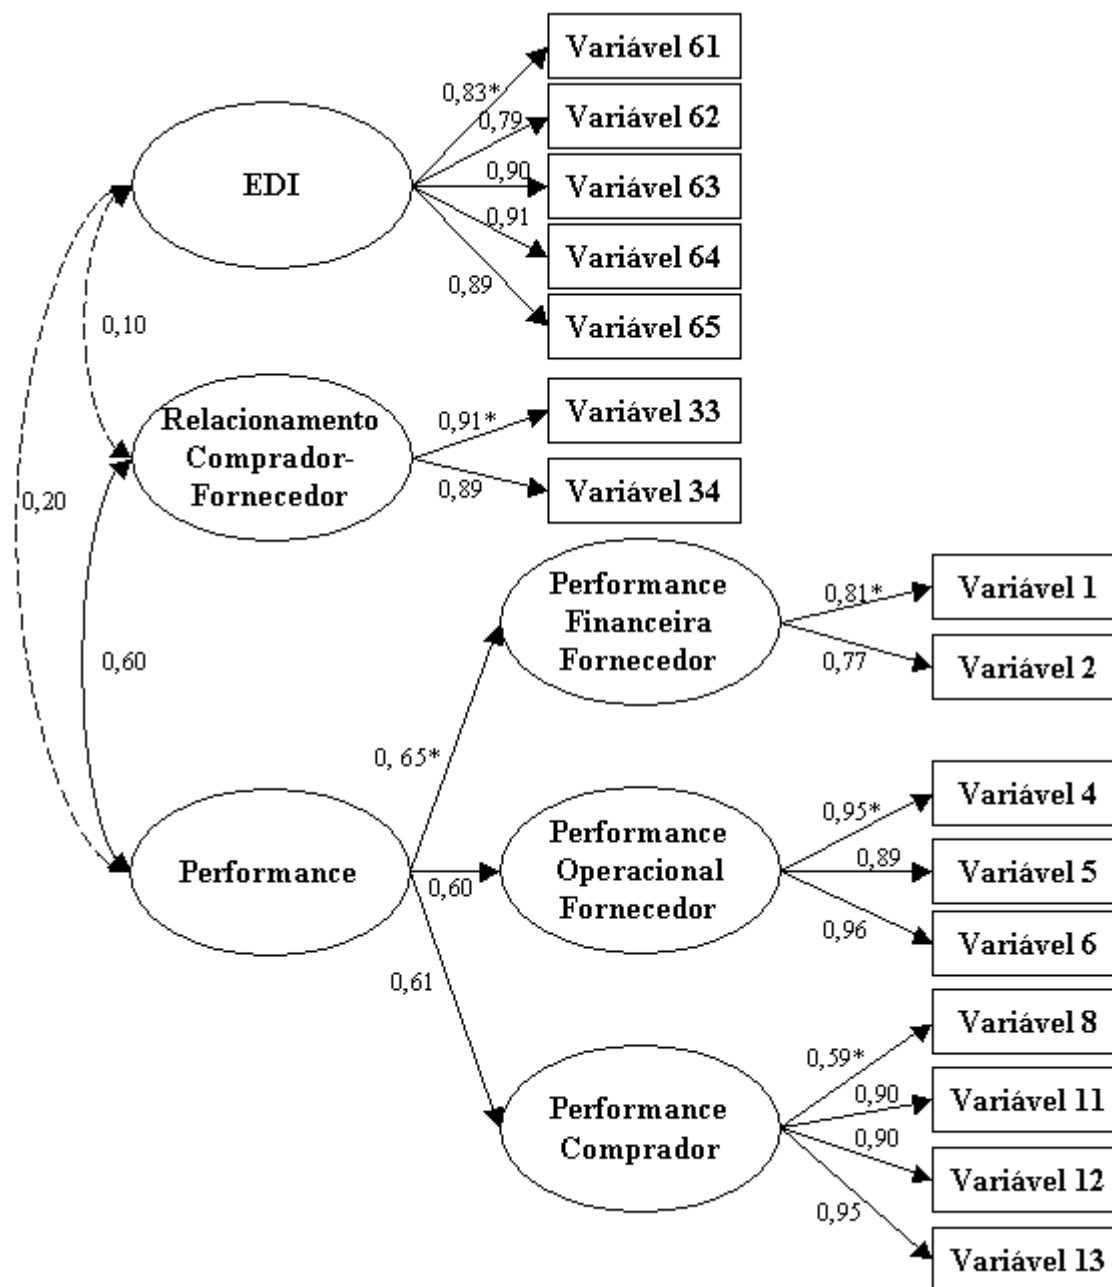 Variável 61
0,83*
Variável 62
0,79
EDI
0,90
Variável 63
0,91
Variável 64
0,89
Variável 65
0,10
Relacionamento
Comprador-
Fornecedor
0,91*
Variável 33
0,89
Variável 34
0,20
Performance
Financeira
Fornecedor
0,81*
Variável 1
0,77
Variável 2
0,60
0, 65*
Performance
0,60
Performance
Operacional
Fornecedor
0,95*
Variável 4
0,89
Variável 5
0,96
Variável 6
0,61
Performance
Comprador
0,59*
Variável 8
0,90
Variável 11
0,90
Variável 12
0,95
Variável 13